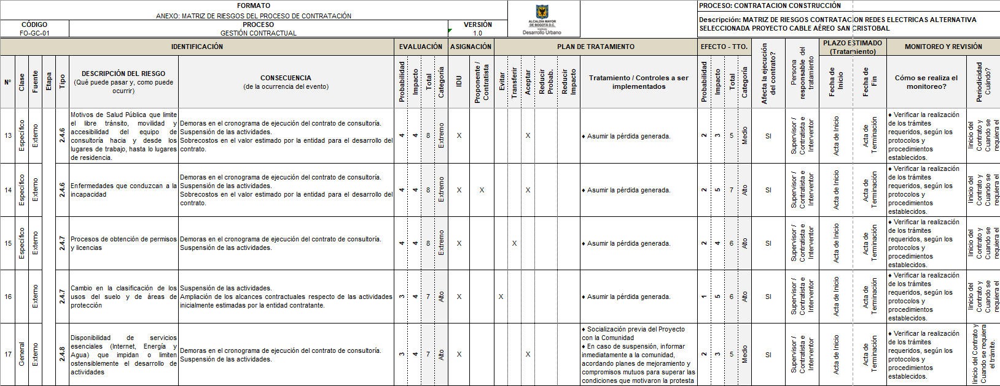 FORMATO
ANEXO: MATRIZ DE RIESGOS DEL PROCESO DE CONTRATACIÓN
CÓDIGO
FO-GC-01
PROCESO
GESTIÓN CONTRACTUAL
VERSIÓN
1.0
ALCALDÍA MAYOR
DE BOGOTÁ D.C.
Instituto
Desarrollo Urbano
PROCESO: CONTRATACION CONSTRUCCIÓN
Descripción: MATRIZ DE RIESGOS CONTRATACION REDES ELECTRICAS ALTERNATIVA
SELECCIONADA PROYECTO CABLE AÉREO SAN CRISTOBAL
IDENTIFICACIÓN
EVALUACIÓN
ASIGNACIÓN
PLAN DE TRATAMIENTO
EFECTO - TTO.
Afecta la ejecución
del contrato?
Persona
responsable del
tratamiento
PLAZO ESTIMADO
(Tratamiento)
MONITOREO Y REVISIÓN
N°
Clase
Fuente
Etapa
Tipo
DESCRIPCIÓN DEL RIESGO
(Qué puede pasar y, como puede
ocurrir)
CONSECUENCIA
(de la ocurrencia del evento)
Probabilidad
Impacto
Total
Categoría
IDU
Proponente /
Contratista
Evitar
Transferir
Aceptar
Reducir
Probab.
Reducir
Impacto
Tratamiento / Controles a ser
implementados
Probabilidad
Impacto
Total
Categoría
Fecha de
Inicio
Fecha de
Fin
Cómo se realiza el
monitoreo?
Periodicidad
Cuándo?
13
Específico
Externo
2.4.6
Motivos de Salud Pública que limite
el libre tránsito, movilidad y
accesibilidad del equipo de
consultoría hacia y desde los
lugares de trabajo, hasta lo lugares
de residencia.
Demoras en el cronograma de ejecución del contrato de consultoría.
Suspensión de las actividades.
Sobrecostos en el valor estimado por la entidad para el desarrollo del
contrato.
4
4
8
Extremo
X
X
♦ Asumir la pérdida generada.
2
3
5
Medio
SI
Supervisor /
Contratista e
Interventor
Acta de Inicio
Acta de
Terminación
♦ Verificar la realización
de los trámites
requeridos, según los
protocolos y
procedimientos
establecidos.
Iinicio del
Contrato y
Cuando se
requiera el
14
Específico
Externo
2.4.6
Enfermedades que conduzcan a la
incapacidad
Demoras en el cronograma de ejecución del contrato de consultoría.
Suspensión de las actividades.
Sobrecostos en el valor estimado por la entidad para el desarrollo del
contrato.
4
4
8
Extremo
X
X
X
♦ Asumir la pérdida generada.
2
5
7
Alto
SI
Supervisor /
Contratista e
Interventor
Acta de Inicio
Acta de
Terminación
♦ Verificar la realización
de los trámites
requeridos, según los
protocolos y
procedimientos
establecidos.
Iinicio del
Contrato y
Cuando se
requiera el
15
Específico
Externo
2.4.7
Procesos de obtención de permisos
y licencias
Demoras en el cronograma de ejecución del contrato de consultoría.
Suspensión de las actividades.
4
4
8
Extremo
X
X
♦ Asumir la pérdida generada.
2
4
6
Alto
SI
Supervisor /
Contratista e
Interventor
Acta de Inicio
Acta de
Terminación
♦ Verificar la realización
de los trámites
requeridos, según los
protocolos y
procedimientos
establecidos.
Iinicio del
Contrato y
Cuando se
requiera el
16
Externo
2.4.7
Cambio en la clasificación de los
usos del suelo y de áreas de
protección
Suspensión de las actividades.
Ampliación de los alcances contractuales respecto de las actividades
inicialmente estimadas por la entidad contratante.
3
4
7
Alto
X
X
♦ Asumir la pérdida generada.
1
5
6
Alto
SI
Supervisor /
Contratista e
Interventor
Acta de Inicio
Acta de
Terminación
♦ Verificar la realización
de los trámites
requeridos, según los
protocolos y
procedimientos
establecidos.
Iinicio del
Contrato y
Cuando se
requiera el
17
General
Externo
2.4.8
Disponibilidad de servicios
esenciales (Internet, Energía y
Agua) que impidan o limiten
ostensiblemente el desarrollo de
actividades
Demoras en el cronograma de ejecución del contrato de consultoría.
Suspensión de las actividades.
3
4
7
Alto
X
X
♦ Socialización previa del Proyecto
con la Comunidad
♦ En caso de suspensión, informar
inmediatamente a la comunidad,
acordando planes de mejoramiento y
compromisos mutuos para superar las
condiciones que motivaron la protesta
2
3
5
Medio
SI
Supervisor /
Contratista e
Interventor
Acta de Inicio
Acta de
Terminación
♦ Verificar la realización
de los trámites
requeridos, según los
protocolos y
procedimientos
establecidos.
Iinicio del Contrato y
Cuando se requiera
el trámite.